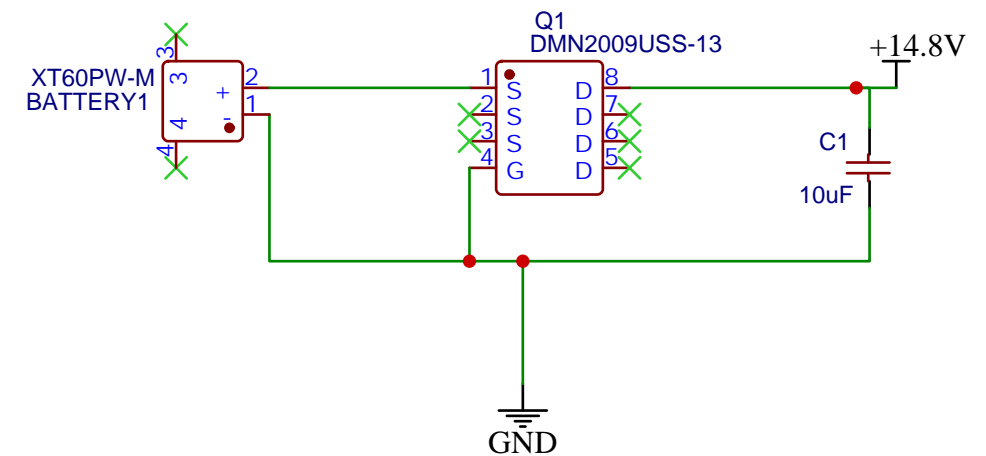 Q1
DMN2009USS-13
+14.8V
XT60PW-M
BATTERY1
3
3
4
4
+
-
2
1
1
2
3
4
S
S
S
G
D
D
D
D
8
7
6
5
C1
10uF
GND